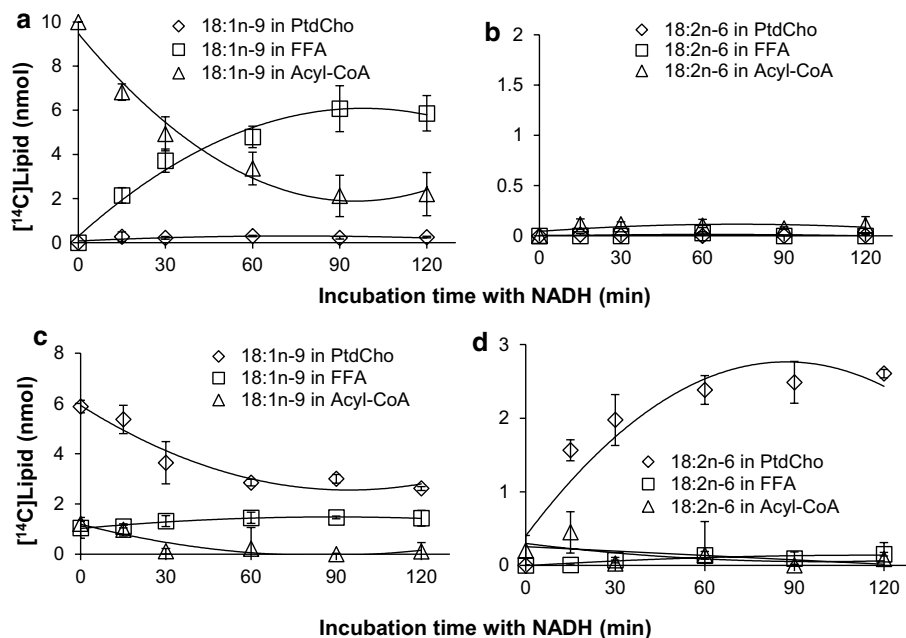 a
10
8
6
4
2
0
[¹⁴C]Lipid (nmol)
18:1n-9 in PtdCho
18:1n-9 in FFA
18:1n-9 in Acyl-CoA
0 30 60 90 120
b
2
1.5
1
0.5
0
18:2n-6 in PtdCho
18:2n-6 in FFA
18:2n-6 in Acyl-CoA
0 30 60 90 120
Incubation time with NADH (min)
c
8
6
4
2
0
[¹⁴C]Lipid (nmol)
18:1n-9 in PtdCho
18:1n-9 in FFA
18:1n-9 in Acyl-CoA
0 30 60 90 120
d
3
2
1
0
18:2n-6 in PtdCho
18:2n-6 in FFA
18:2n-6 in Acyl-CoA
0 30 60 90 120
Incubation time with NADH (min)